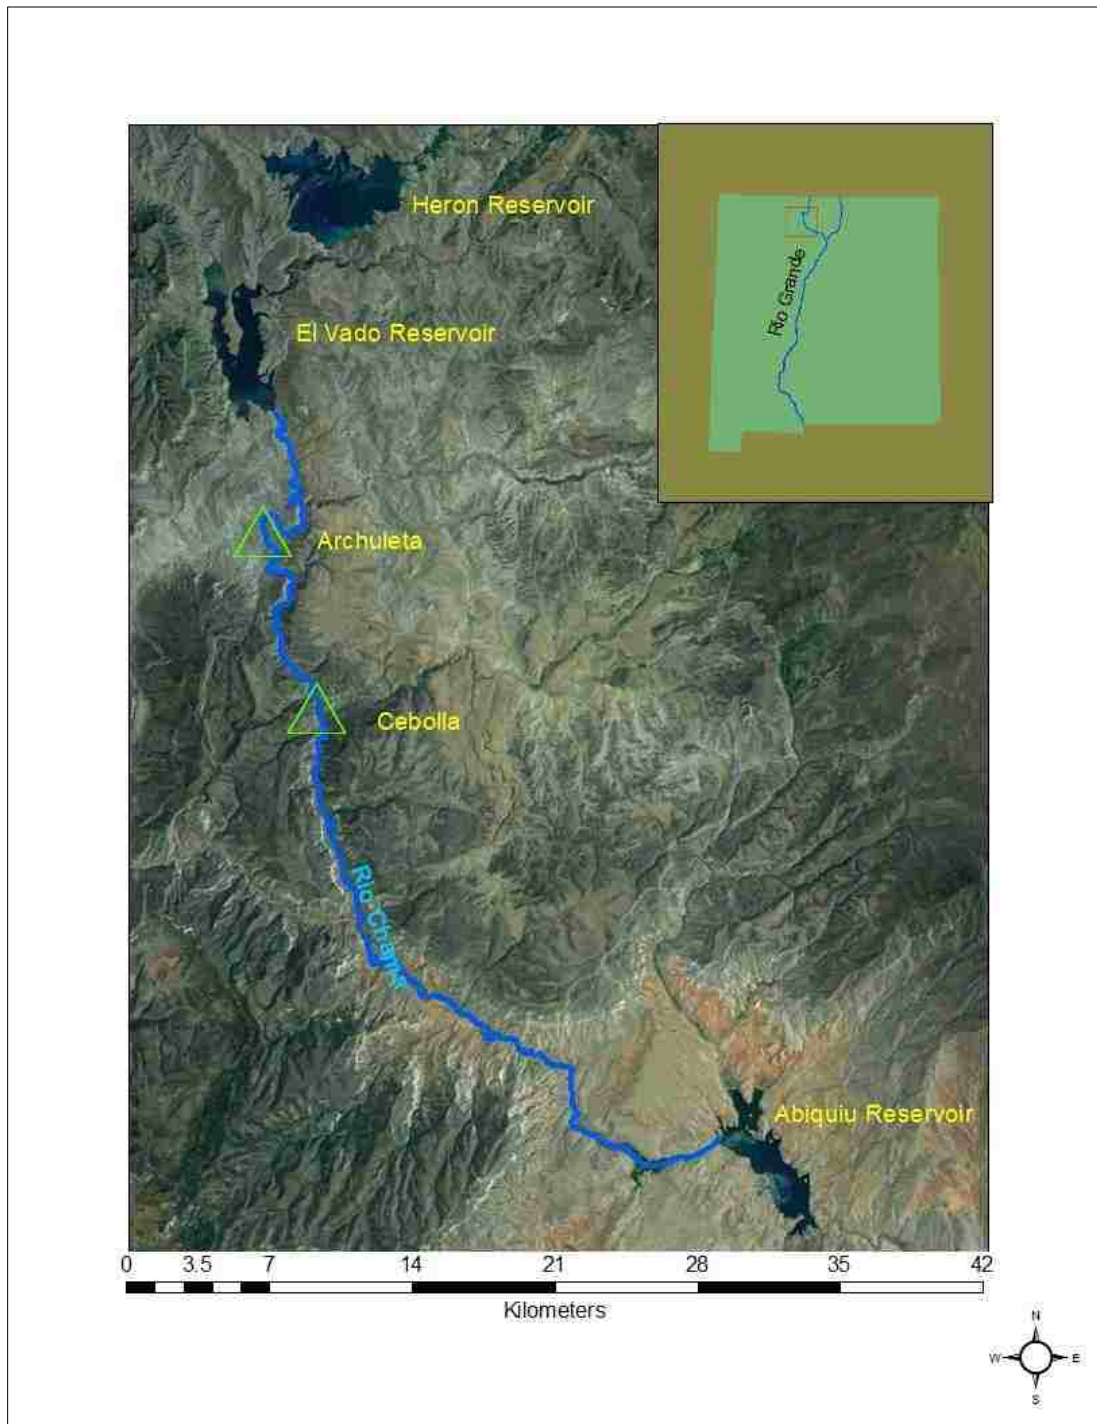 Heron Reservoir
El Vado Reservoir
Rio Grande
Archuleta
Cebolla
Rio Chama
Abiquiu Reservoir
0 3.5 7 14 21 28 35 42
Kilometers
N
W E
S